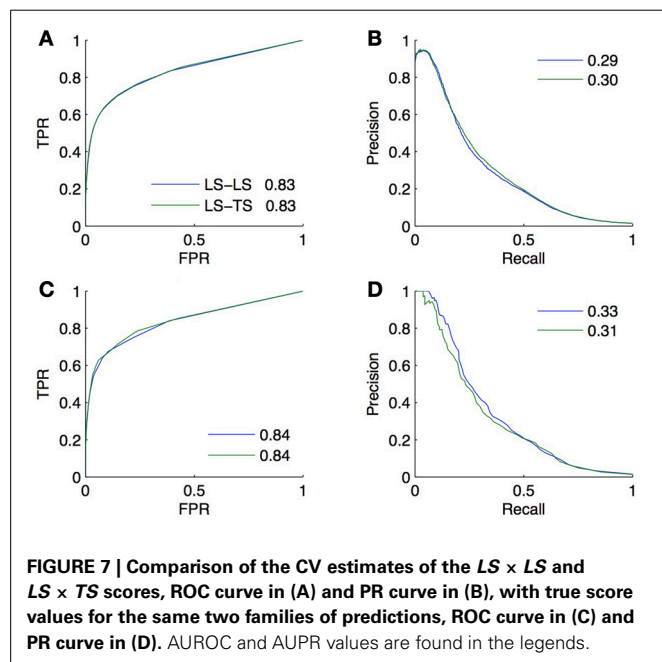 A
1
0.8
0.6
0.4
0.2
0
0
0.5
1
TPR
FPR
LS-LS 0.83
LS-TS 0.83
B
1
0.8
0.6
0.4
0.2
0
0
0.5
1
Precision
Recall
0.29
0.30
C
1
0.8
0.6
0.4
0.2
0
0
0.5
1
TPR
FPR
0.84
0.84
D
1
0.8
0.6
0.4
0.2
0
0
0.5
1
Precision
Recall
0.33
0.31
FIGURE 7 | Comparison of the CV estimates of the LS × LS and
LS × TS scores, ROC curve in (A) and PR curve in (B), with true score
values for the same two families of predictions, ROC curve in (C) and
PR curve in (D). AUROC and AUPR values are found in the legends.